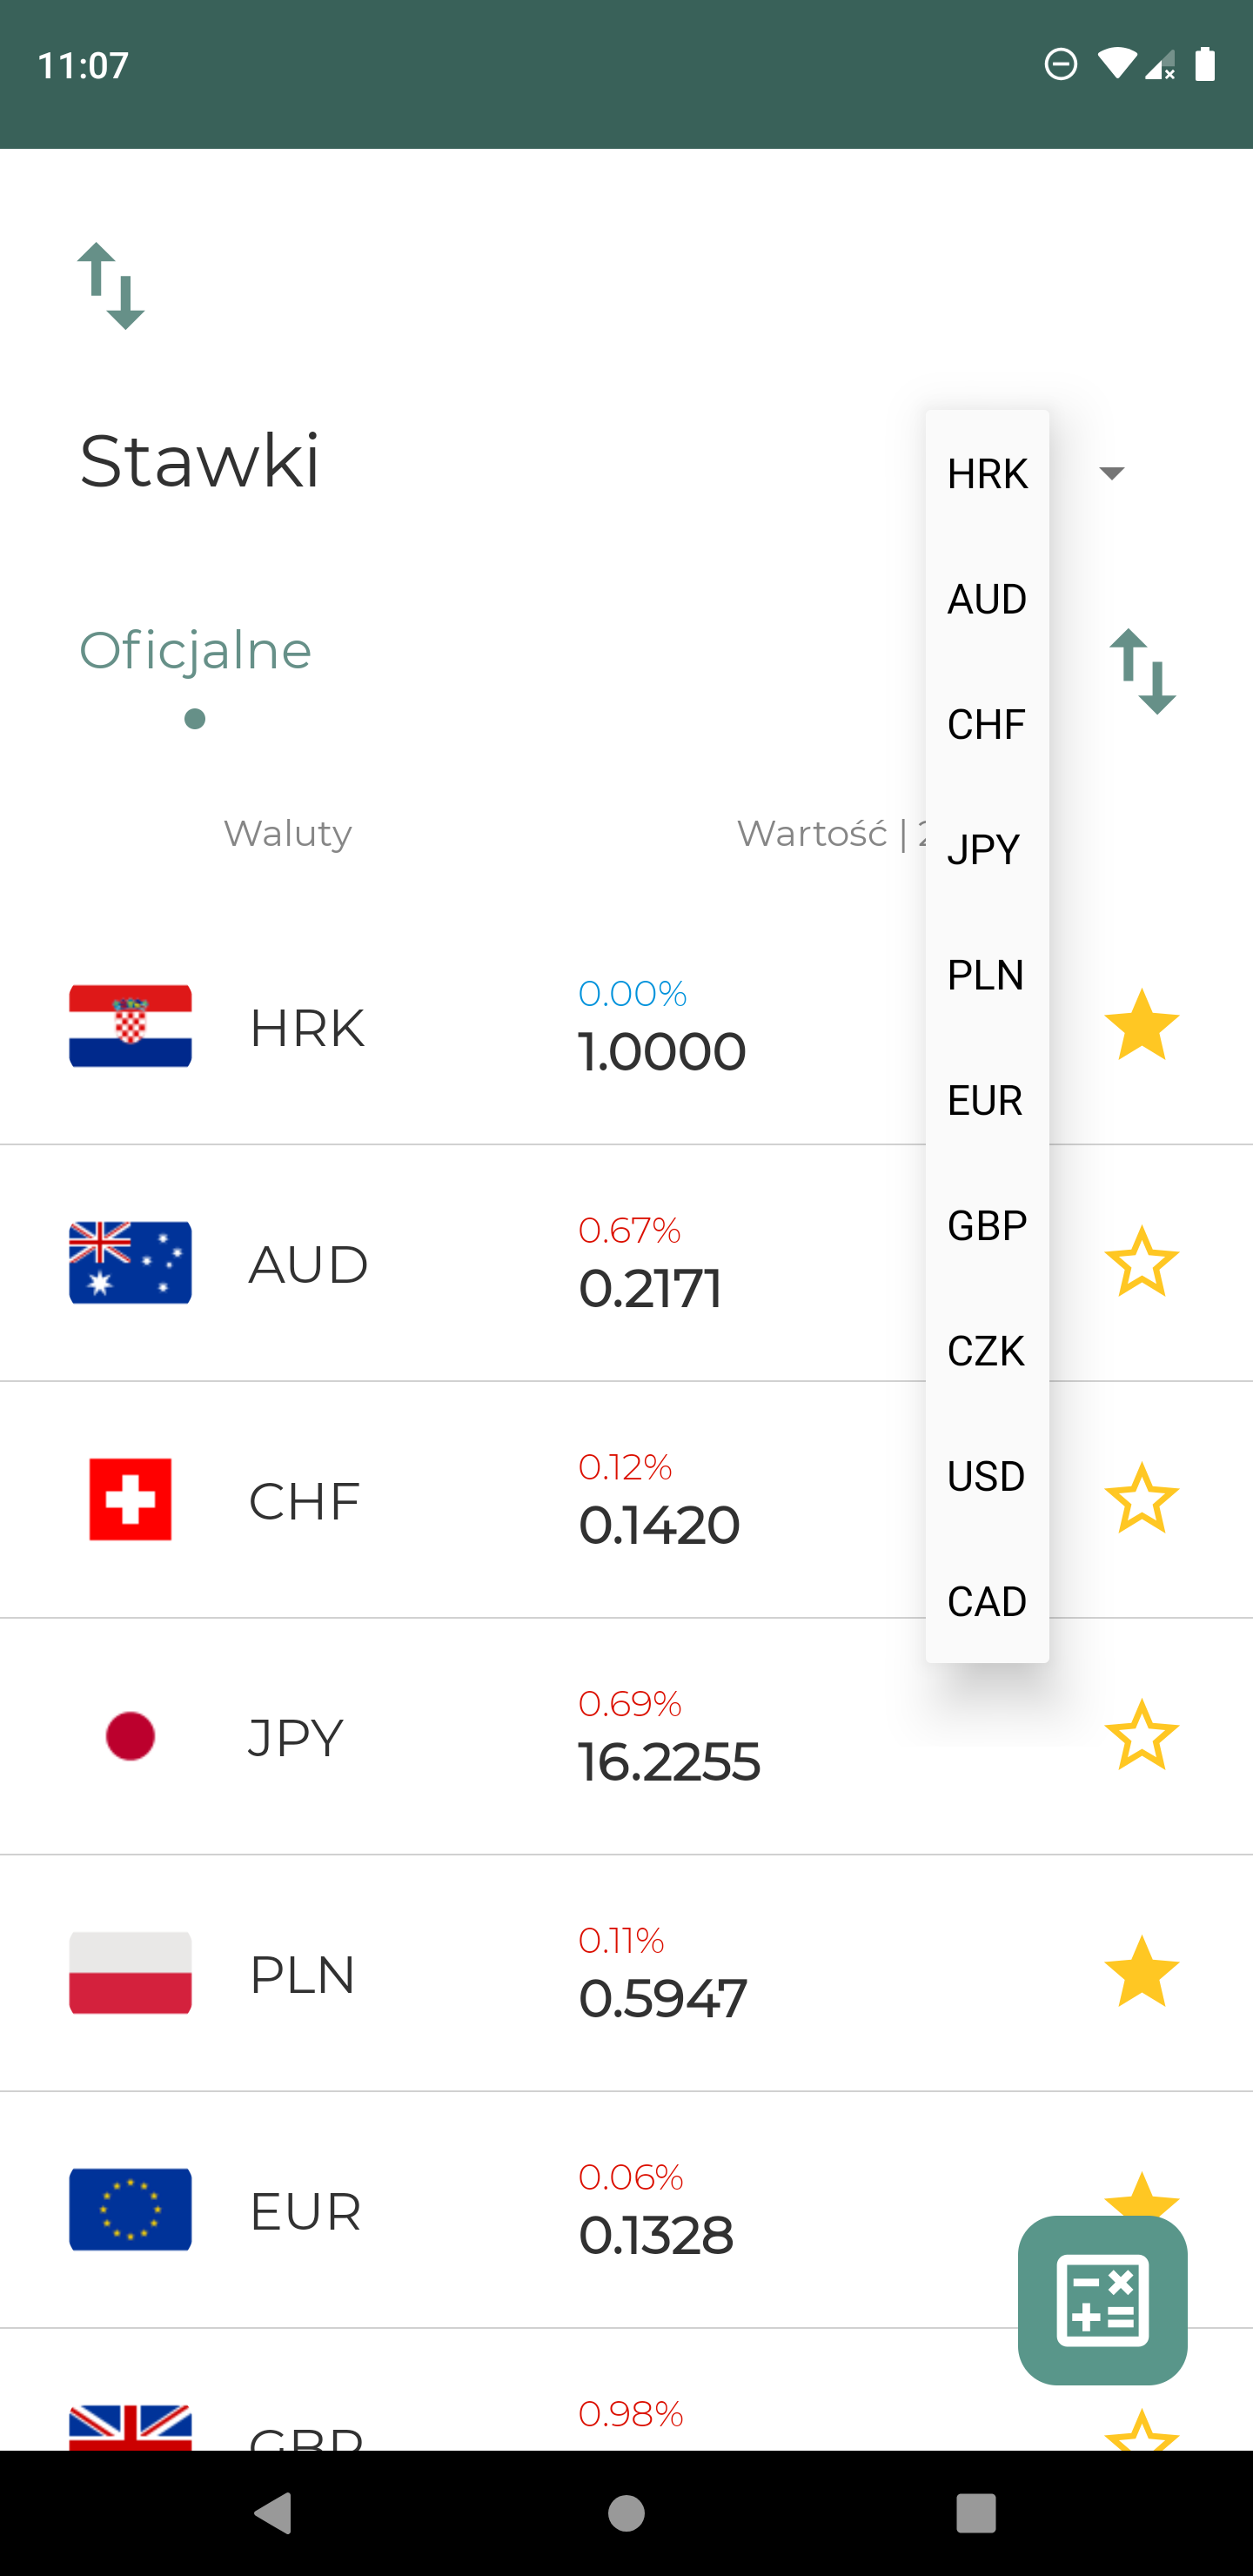 11:07
Stawki
HRK
AUD
CHF
JPY
PLN
EUR
GBP
CZK
USD
CAD
Oficjalne
Waluty
Wartość |
HRK
0.00%
1.0000
AUD
0.67%
0.2171
CHF
0.12%
0.1420
JPY
0.69%
16.2255
PLN
0.11%
0.5947
EUR
0.06%
0.1328
GBP
0.98%